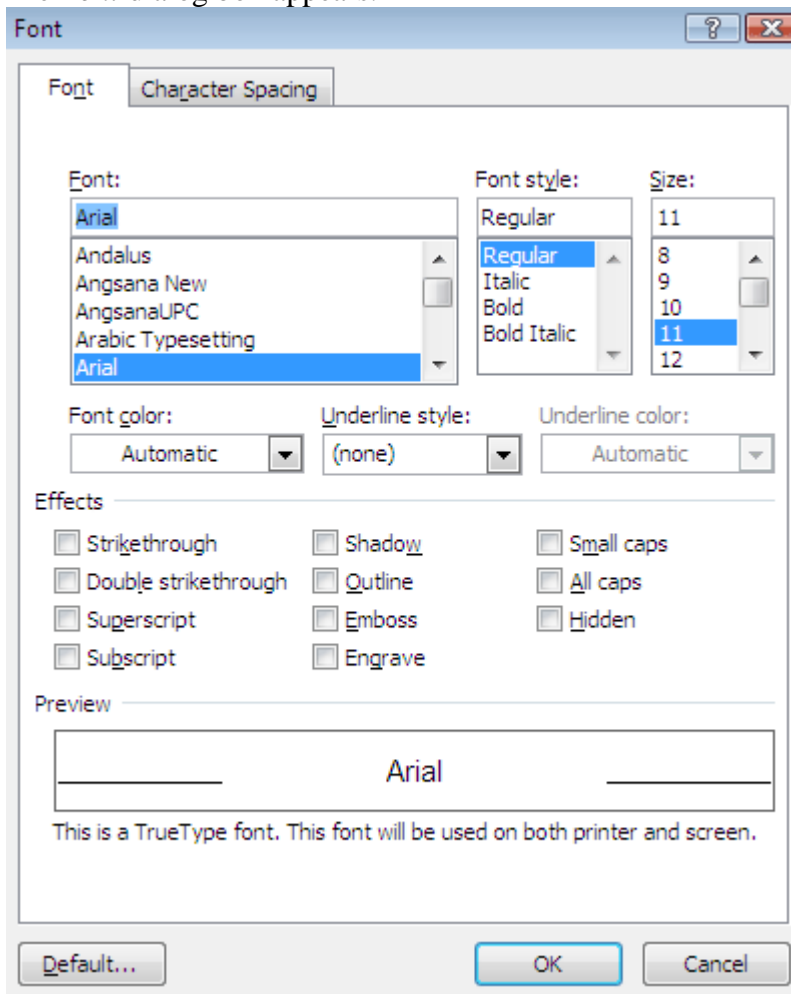 Font
Font Character Spacing
Font: Font style: Size:
Arial Regular 11
Andalus Regular 8
Angsana New Italic 9
AngsanaUPC Bold 10
Arabic Typesetting Bold Italic 11
Arial 12
Font color: Underline style: Underline color:
Automatic (none) Automatic
Effects
Strikethrough Shadow Small caps
Double strikethrough Outline All caps
Superscript Emboss Hidden
Subscript Engrave
Preview
Arial
This is a TrueType font. This font will be used on both printer and screen.
Default... OK Cancel